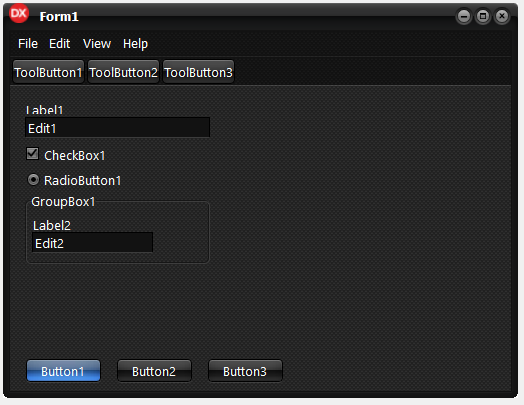 DX Form1
File Edit View Help
ToolButton1 ToolButton2 ToolButton3
Label1
Edit1
CheckBox1
RadioButton1
GroupBox1
Label2
Edit2
Button1 Button2 Button3